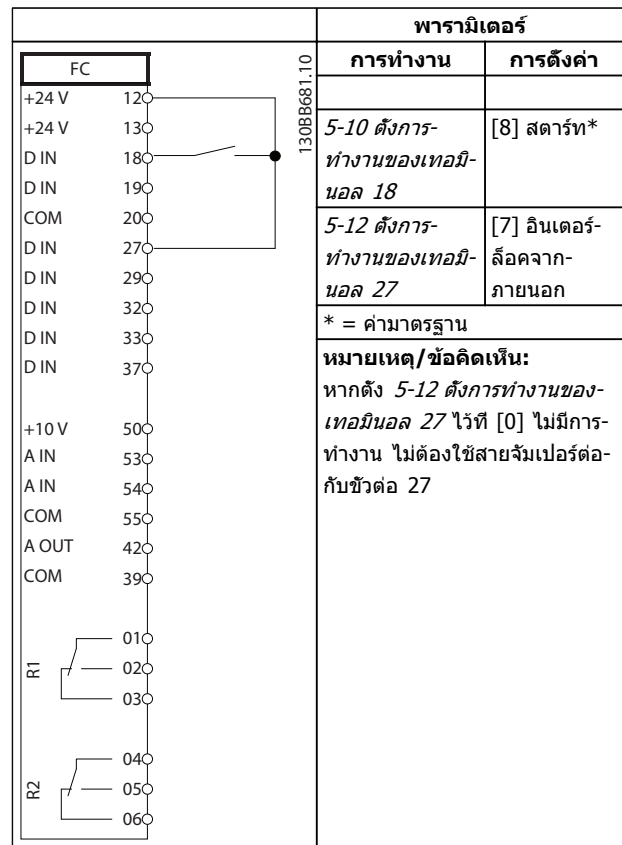 FC
+24 V 12
+24 V 13
D IN 18
D IN 19
COM 20
D IN 27
D IN 29
D IN 32
D IN 33
D IN 37
+10 V 50
A IN 53
A IN 54
COM 55
A OUT 42
COM 39
R1
01
02
03
R2
04
05
06
130BB681.10
พารามิเตอร์
การทำงาน การตั้งค่า
5-10 ตั้งการ-
ทำงานของเทอมิ-
นอล 18
[8] สตาร์ท*
5-12 ตั้งการ-
ทำงานของเทอมิ-
นอล 27
[7] อินเตอร์-
ล็อคจาก-
ภายนอก
* = ค่ามาตรฐาน
หมายเหตุ/ข้อคิดเห็น:
หากตั้ง 5-12 ตั้งการทำงานของ-
เทอมินอล 27 ไว้ที่ [0] ไม่มีการ-
ทำงาน ไม่ต้องใช้สายจัมเปอร์ต่อ-
กับขั้วต่อ 27